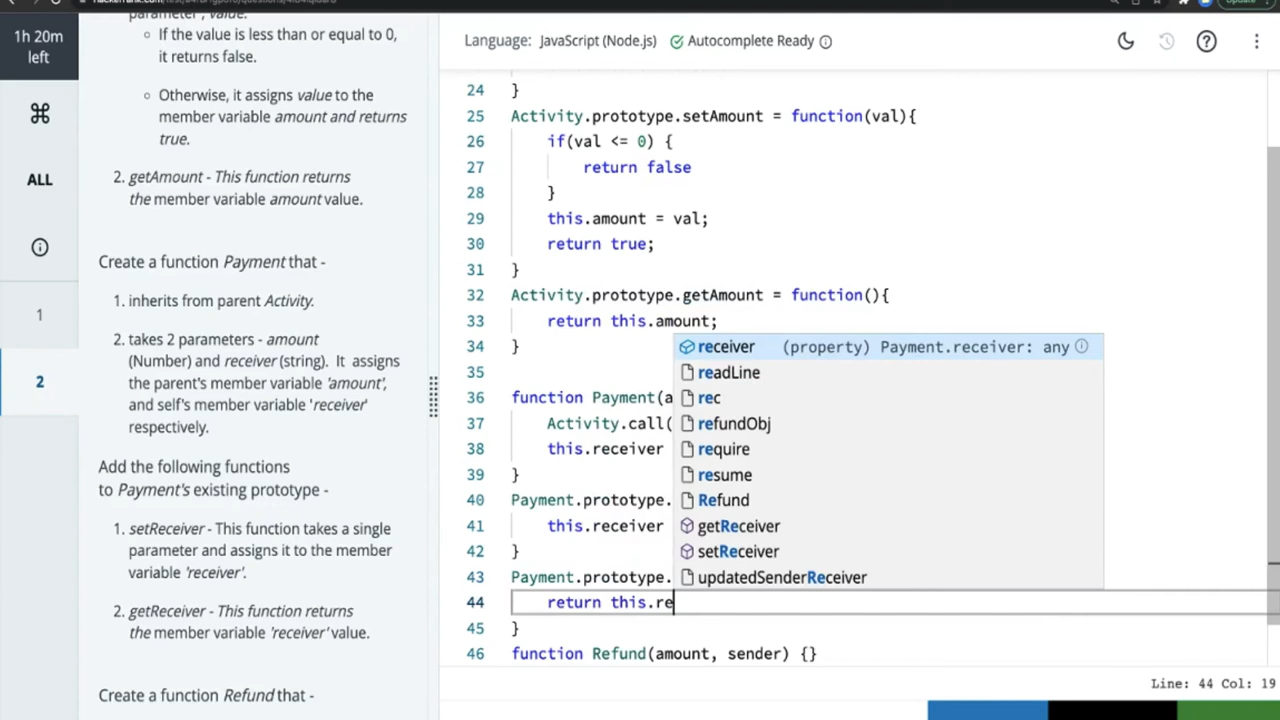 Update
1h 20m
left
ALL
1
2
parameter , value.
If the value is less than or equal to 0,
it returns false.
Otherwise, it assigns value to the
member variable amount and returns
true.
2. getAmount - This function returns
the member variable amount value.
Create a function Payment that -
1. inherits from parent Activity.
2. takes 2 parameters - amount
(Number) and receiver (string). It assigns
the parent's member variable 'amount',
and self's member variable 'receiver'
respectively.
Add the following functions
to Payment's existing prototype -
1. setReceiver - This function takes a single
parameter and assigns it to the member
variable 'receiver'.
2. getReceiver - This function returns
the member variable 'receiver' value.
Create a function Refund that -
Language: JavaScript (Node.js) Autocomplete Ready
24 }
25 Activity.prototype.setAmount = function(val){
26 if(val <= 0) {
27 return false
28 }
29 this.amount = val;
30 return true;
31 }
32 Activity.prototype.getAmount = function(){
33 return this.amount;
34 }
35
36 function Payment(a
37 Activity.call(
38 this.receiver
39 }
40 Payment.prototype.
41 this.receiver
42 }
43 Payment.prototype.
44 return this.re
45 }
46 function Refund(amount, sender) {}
receiver (property) Payment.receiver: any
readLine
rec
refundObj
require
resume
Refund
getReceiver
setReceiver
updatedSenderReceiver
Line: 44 Col: 19